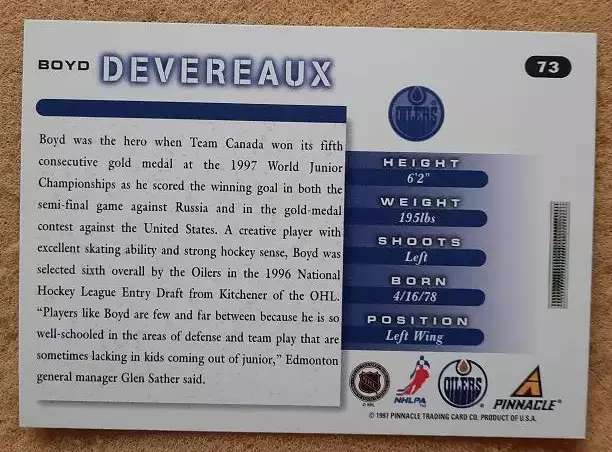 BOYD DEVEREAUX
73
OILERS
Boyd was the hero when Team Canada won its fifth
consecutive gold medal at the 1997 World Junior
Championships as he scored the winning goal in both the
semi-final game against Russia and in the gold-medal
contest against the United States. A creative player with
excellent skating ability and strong hockey sense, Boyd was
selected sixth overall by the Oilers in the 1996 National
Hockey League Entry Draft from Kitchener of the OHL.
“Players like Boyd are few and far between because he is so
well-schooled in the areas of defense and team play that are
sometimes lacking in kids coming out of junior,” Edmonton
general manager Glen Sather said.
HEIGHT
6'2"
WEIGHT
195lbs
SHOOTS
Left
BORN
4/16/78
POSITION
Left Wing
NHL
NHLPA
OILERS
PINNACLE
© 1997 PINNACLE TRADING CARD CO. PRODUCT OF U.S.A.